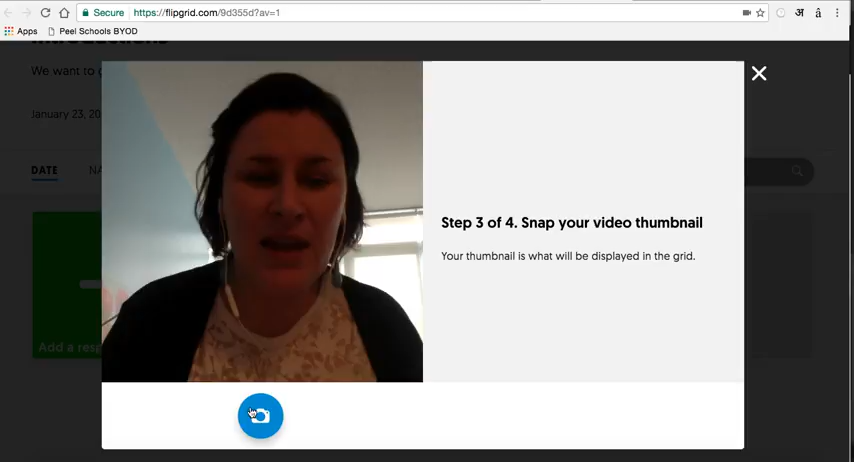 Secure https://flipgrid.com/9d355d?av=1
अ â
Apps Peel Schools BYOD
Introductions
We want to
January 23, 20
DATE NA
Step 3 of 4. Snap your video thumbnail
Your thumbnail is what will be displayed in the grid.
Add a resp